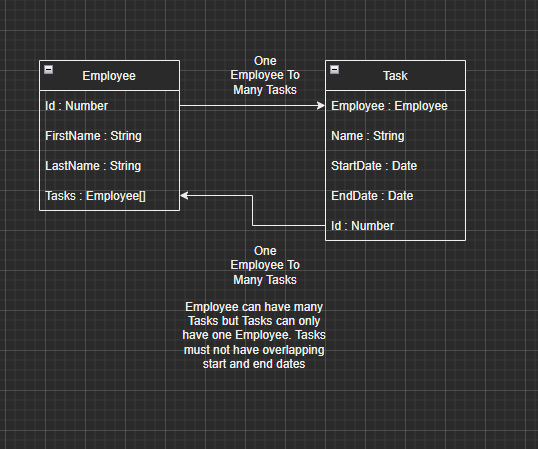 One
Employee To
Many Tasks
Employee
Id : Number
FirstName : String
LastName : String
Tasks : Employee[]
Task
Employee : Employee
Name : String
StartDate : Date
EndDate : Date
Id : Number
One
Employee To
Many Tasks
Employee can have many
Tasks but Tasks can only
have one Employee. Tasks
must not have overlapping
start and end dates